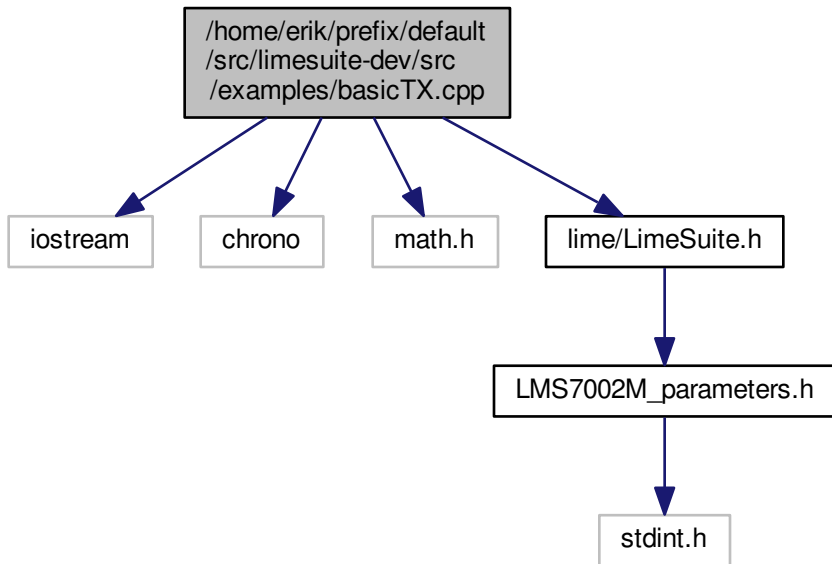 /home/erik/prefix/default
/src/limesuite-dev/src
/examples/basicTX.cpp
iostream
chrono
math.h
lime/LimeSuite.h
LMS7002M_parameters.h
stdint.h